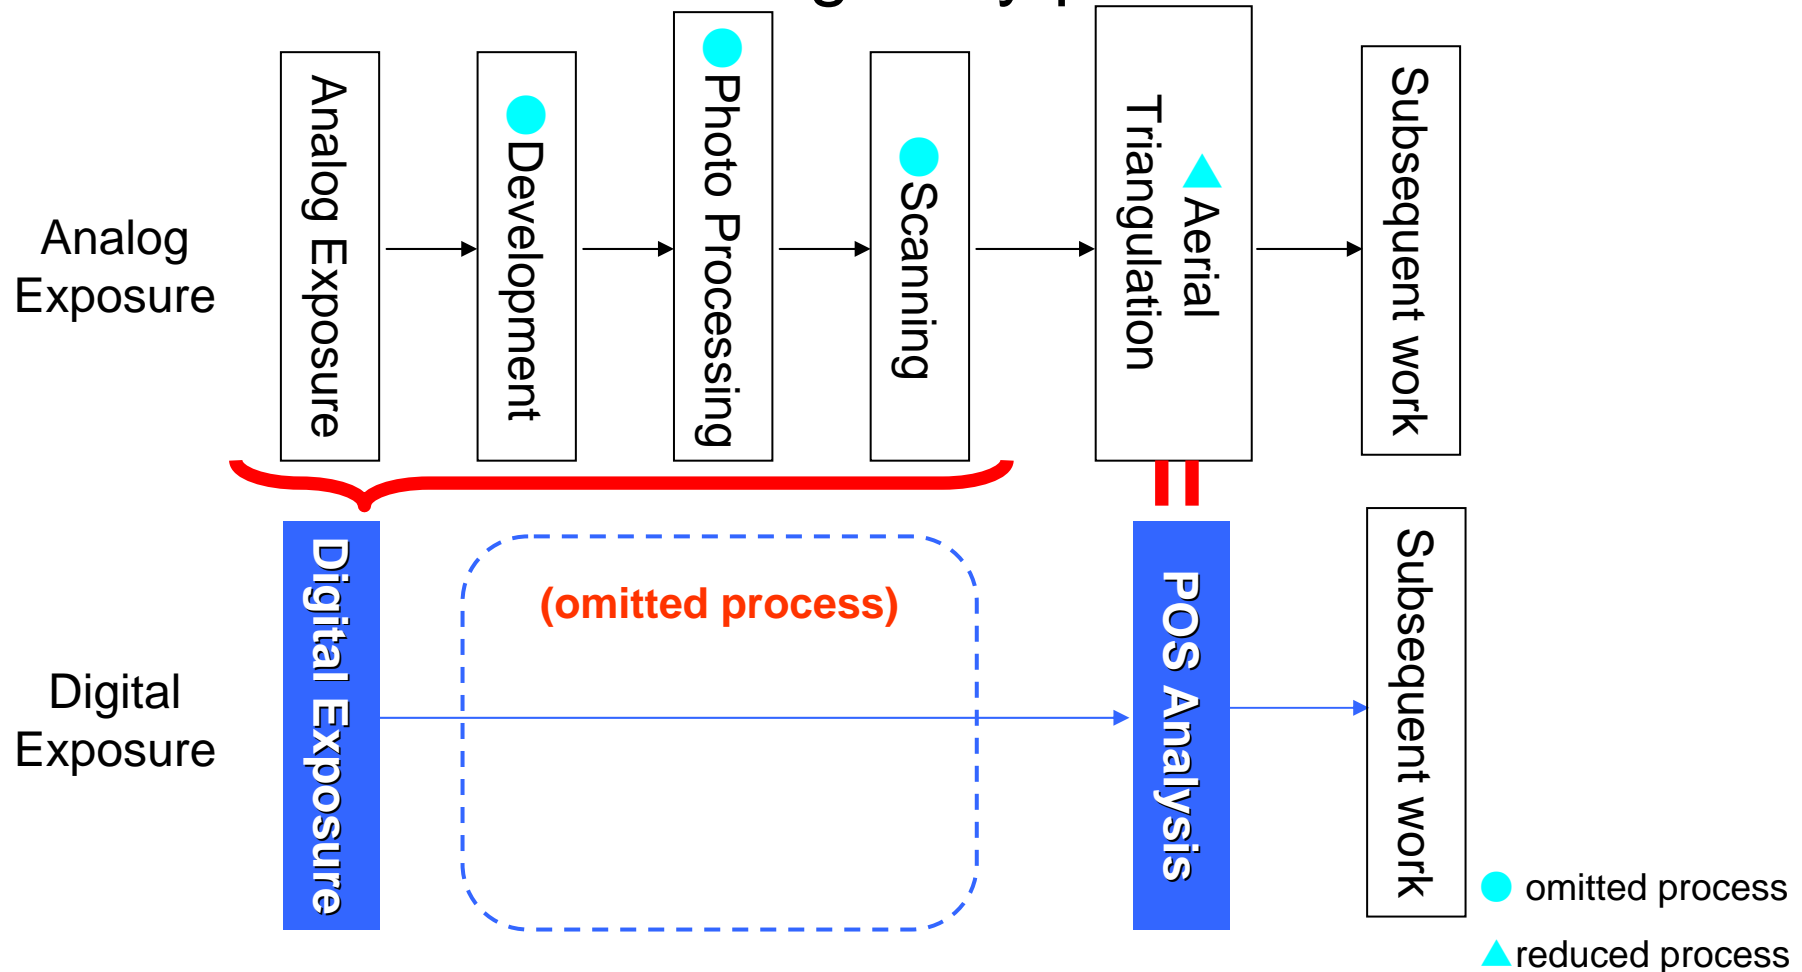 Analog
Exposure
Analog Exposure
Development
Photo Processing
Scanning
Aerial
Triangulation
Subsequent work
Digital
Exposure
Digital Exposure
(omitted process)
POS Analysis
Subsequent work
omitted process
reduced process